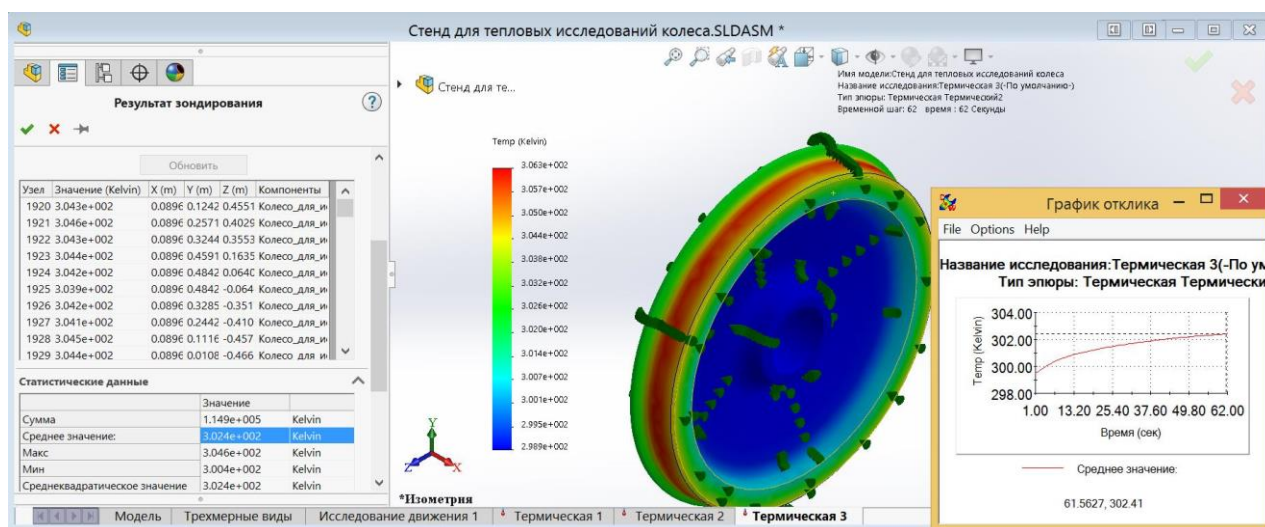 Стенд для тепловых исследований колеса.SLDASM *
Результат зондирования
Обновить
Узел Значение (Kelvin) X (m) Y (m) Z (m) Компоненты
1920 3.043e+002 0.0896 0.1242 0.4551 Колесо_для_и
1921 3.046e+002 0.0896 0.2571 0.4029 Колесо_для_и
1922 3.043e+002 0.0896 0.3244 0.3553 Колесо_для_и
1923 3.044e+002 0.0896 0.4591 0.1635 Колесо_для_и
1924 3.042e+002 0.0896 0.4842 0.0640 Колесо_для_и
1925 3.039e+002 0.0896 0.4842 -0.064 Колесо_для_и
1926 3.042e+002 0.0896 0.3285 -0.351 Колесо_для_и
1927 3.041e+002 0.0896 0.2442 -0.410 Колесо_для_и
1928 3.045e+002 0.0896 0.1116 -0.457 Колесо_для_и
1929 3.044e+002 0.0896 0.0108 -0.466 Колесо_для_и
Статистические данные
Значение
Сумма 1.149e+005 Kelvin
Среднее значение: 3.024e+002 Kelvin
Макс 3.046e+002 Kelvin
Мин 3.004e+002 Kelvin
Среднеквадратическое значение 3.024e+002 Kelvin
Стенд для те...
Имя модели:Стенд для тепловых исследований колеса
Название исследования:Термическая 3(-По умолчанию-)
Тип эпюры: Термическая Термический2
Временной шаг: 62 время : 62 Секунды
Temp (Kelvin)
3.063e+002
3.057e+002
3.050e+002
3.044e+002
3.038e+002
3.032e+002
3.026e+002
3.020e+002
3.014e+002
3.007e+002
3.001e+002
2.995e+002
2.989e+002
Y
Z
X
*Изометрия
График отклика
File Options Help
Название исследования:Термическая 3(-По ум
Тип эпюры: Термическая Термически
Temp (Kelvin)
304.00
302.00
300.00
298.00
1.00 13.20 25.40 37.60 49.80 62.00
Время (сек)
Среднее значение:
61.5627, 302.41
Модель Трехмерные виды Исследование движения 1 Термическая 1 Термическая 2 Термическая 3